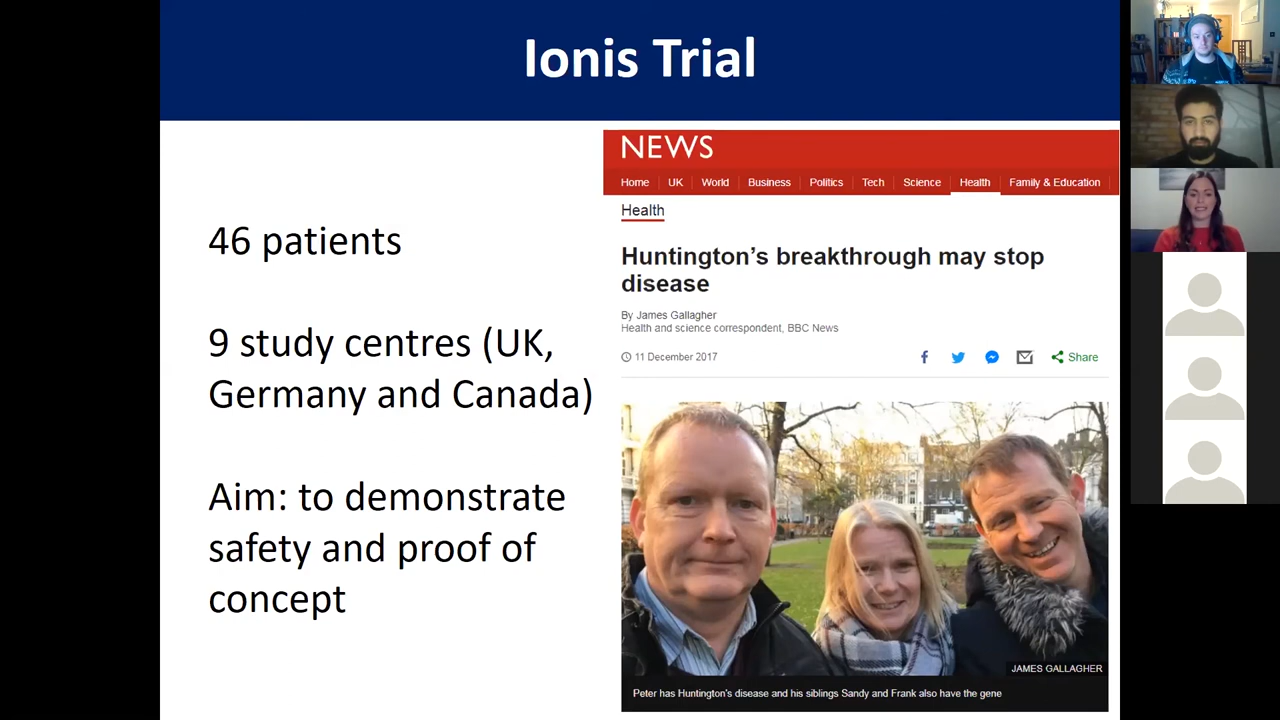 Ionis Trial
46 patients
9 study centres (UK,
Germany and Canada)
Aim: to demonstrate
safety and proof of
concept
NEWS
Home UK World Business Politics Tech Science Health Family & Education
Health
Huntington's breakthrough may stop
disease
By James Gallagher
Health and science correspondent, BBC News
11 December 2017
Share
JAMES GALLAGHER
Peter has Huntington's disease and his siblings Sandy and Frank also have the gene